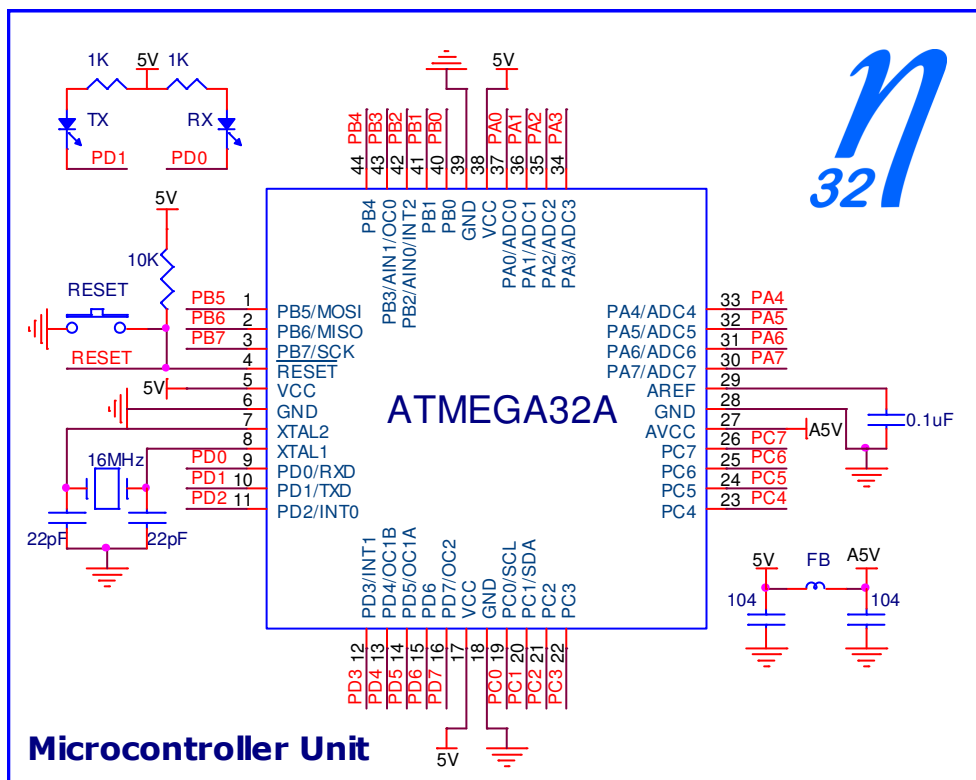 1K 5V 1K
TX RX
PD1 PD0
5V
10K
RESET
RESET
5V
16MHz
22pF 22pF
η
32
5V
PB4 PB3 PB2 PB1 PB0 PA0 PA1 PA2 PA3
44 43 42 41 40 39 38 37 36 35 34
PB4 PB3/AIN1/OC0 PB2/AIN0/INT2 PB1 PB0 GND VCC PA0/ADC0 PA1/ADC1 PA2/ADC2 PA3/ADC3
PB5 1 PB5/MOSI
PB6 2 PB6/MISO
PB7 3 PB7/SCK
4 RESET
5 VCC
6 GND
7 XTAL2
8 XTAL1
PD0 9 PD0/RXD
PD1 10 PD1/TXD
PD2 11 PD2/INT0
ATMEGA32A
PA4/ADC4 33 PA4
PA5/ADC5 32 PA5
PA6/ADC6 31 PA6
PA7/ADC7 30 PA7
AREF 29
GND 28
AVCC 27 A5V
PC7 26 PC7
PC6 25 PC6
PC5 24 PC5
PC4 23 PC4
0.1uF
PD3/INT1 PD4/OC1B PD5/OC1A PD6 PD7/OC2 VCC GND PC0/SCL PC1/SDA PC2 PC3
12 13 14 15 16 17 18 19 20 21 22
PD3 PD4 PD5 PD6 PD7 PC0 PC1 PC2 PC3
5V
5V FB A5V
104 104
Microcontroller Unit